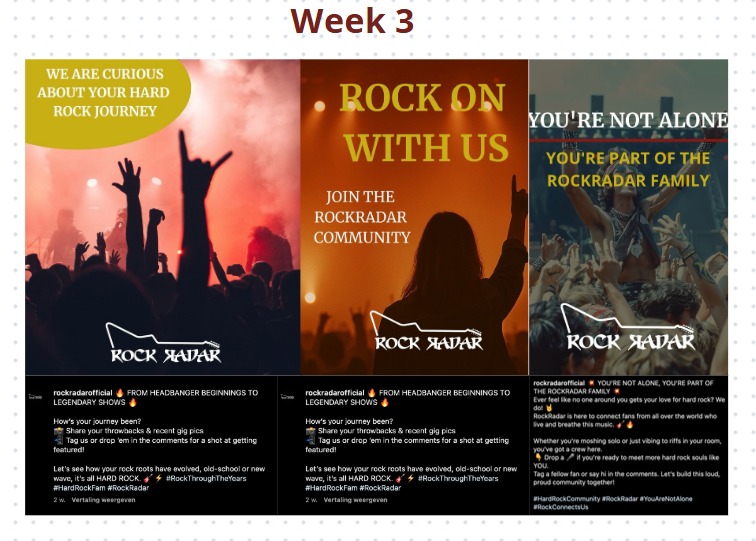 Week 3
WE ARE CURIOUS
ABOUT YOUR HARD
ROCK JOURNEY
ROCK RADAR
ROCK ON
WITH US
JOIN THE
ROCKRADAR
COMMUNITY
ROCK RADAR
YOU'RE NOT ALONE
YOU'RE PART OF THE
ROCKRADAR FAMILY
ROCK RADAR
rockradarofficial 🔥 FROM HEADBANGER BEGINNINGS TO
LEGENDARY SHOWS 🔥
How's your journey been?
Share your throwbacks & recent gig pics
Tag us or drop 'em in the comments for a shot at getting
featured!
Let's see how your rock roots have evolved, old-school or new
wave, it's all HARD ROCK. 🎸⚡ #RockThroughTheYears
#HardRockFam #RockRadar
2 w. Vertaling weergeven
rockradarofficial 🔥 FROM HEADBANGER BEGINNINGS TO
LEGENDARY SHOWS 🔥
How's your journey been?
Share your throwbacks & recent gig pics
Tag us or drop 'em in the comments for a shot at getting
featured!
Let's see how your rock roots have evolved, old-school or new
wave, it's all HARD ROCK. 🎸⚡ #RockThroughTheYears
#HardRockFam #RockRadar
2 w. Vertaling weergeven
rockradarofficial 💥 YOU'RE NOT ALONE, YOU'RE PART OF
THE ROCKRADAR FAMILY 💥
Ever feel like no one around you gets your love for hard rock? We
do! 🤘
RockRadar is here to connect fans from all over the world who
live and breathe this music. 🎸🔥
Whether you're moshing solo or just vibing to riffs in your room,
you've got a crew here.
👇 Drop a 🎤 if you're ready to meet more hard rock souls like
YOU.
Tag a fellow fan or say hi in the comments. Let's build this loud,
proud community together!
#HardRockCommunity #RockRadar #YouAreNotAlone
#RockConnectsUs